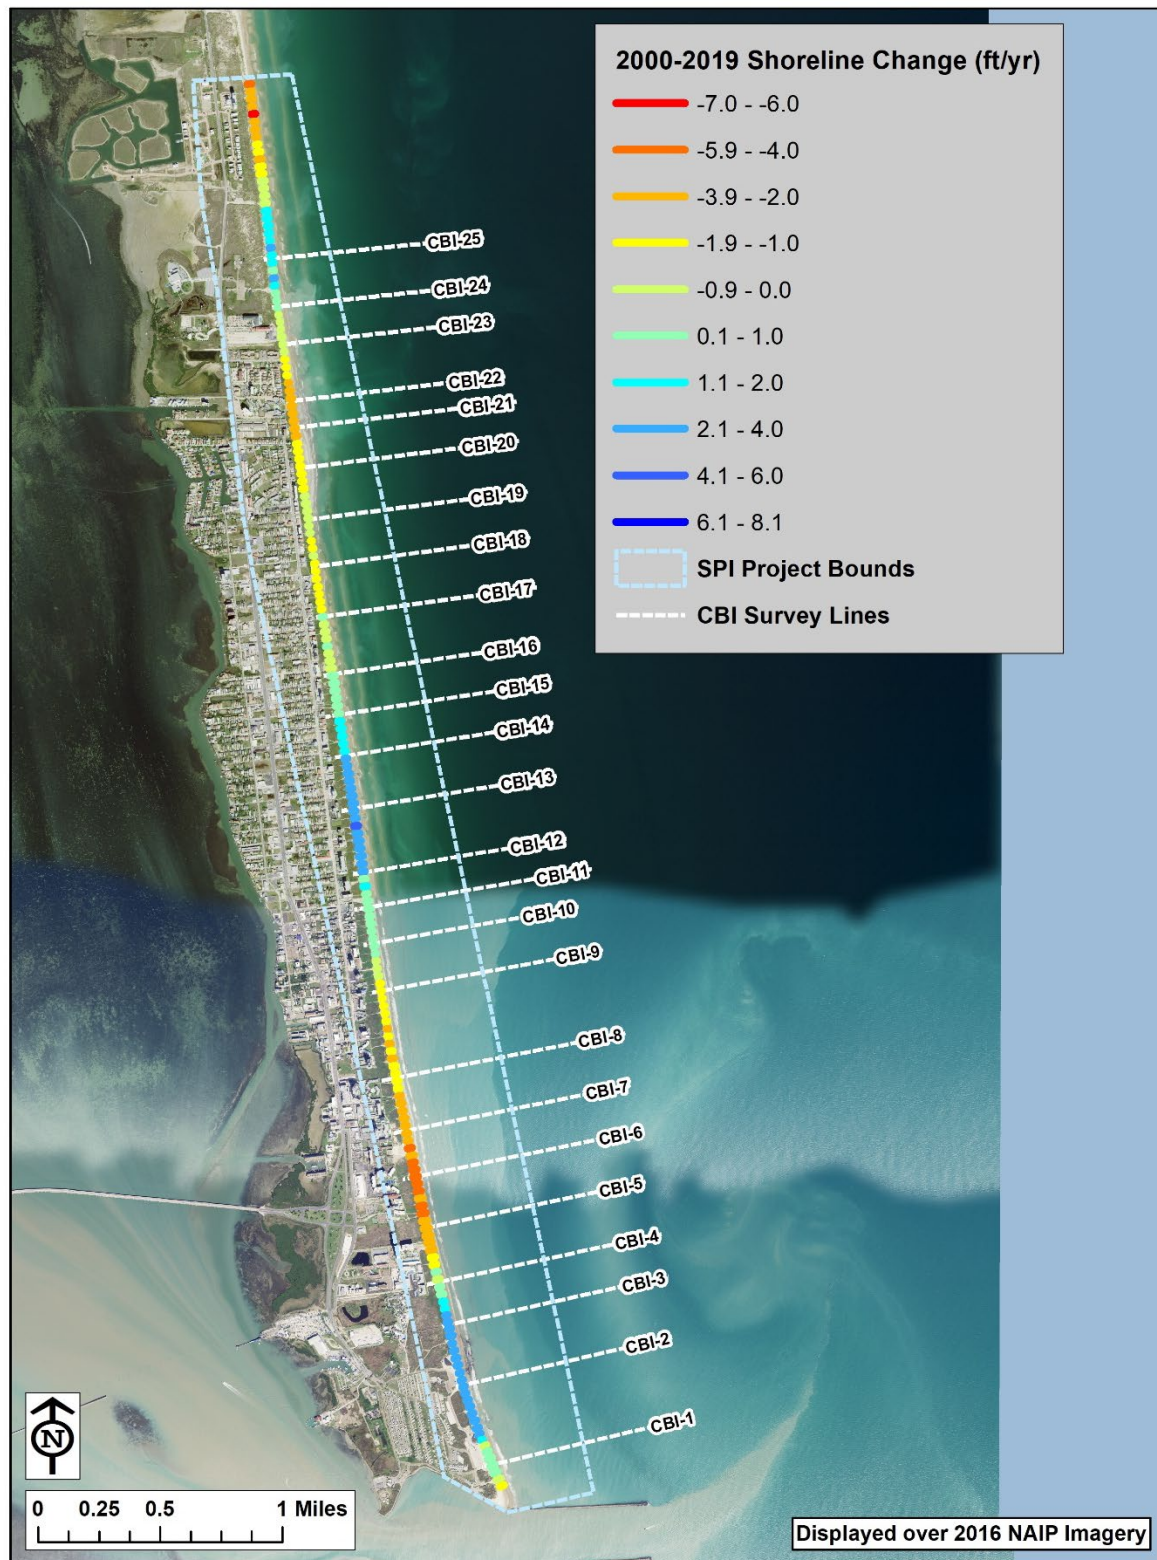 2000-2019 Shoreline Change (ft/yr)
-7.0 - -6.0
-5.9 - -4.0
-3.9 - -2.0
-1.9 - -1.0
-0.9 - 0.0
0.1 - 1.0
1.1 - 2.0
2.1 - 4.0
4.1 - 6.0
6.1 - 8.1
SPI Project Bounds
CBI Survey Lines
CBI-25
CBI-24
CBI-23
CBI-22
CBI-21
CBI-20
CBI-19
CBI-18
CBI-17
CBI-16
CBI-15
CBI-14
CBI-13
CBI-12
CBI-11
CBI-10
CBI-9
CBI-8
CBI-7
CBI-6
CBI-5
CBI-4
CBI-3
CBI-2
CBI-1
N
0 0.25 0.5 1 Miles
Displayed over 2016 NAIP Imagery